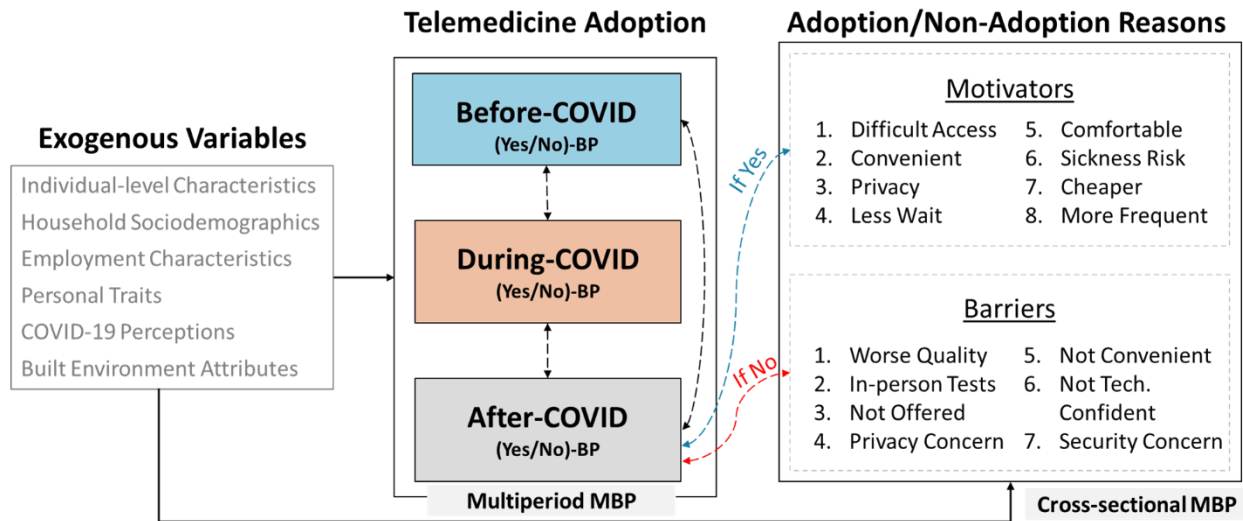 Exogenous Variables
Individual-level Characteristics
Household Sociodemographics
Employment Characteristics
Personal Traits
COVID-19 Perceptions
Built Environment Attributes
Telemedicine Adoption
Before-COVID
(Yes/No)-BP
During-COVID
(Yes/No)-BP
After-COVID
(Yes/No)-BP
Multiperiod MBP
If Yes
If No
Adoption/Non-Adoption Reasons
Motivators
1. Difficult Access
2. Convenient
3. Privacy
4. Less Wait
5. Comfortable
6. Sickness Risk
7. Cheaper
8. More Frequent
Barriers
1. Worse Quality
2. In-person Tests
3. Not Offered
4. Privacy Concern
5. Not Convenient
6. Not Tech.
Confident
7. Security Concern
Cross-sectional MBP